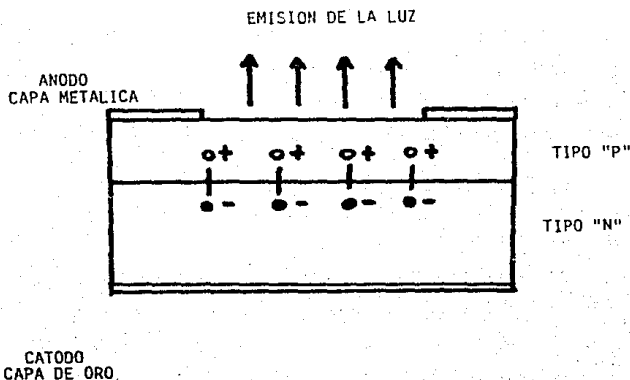 EMISION DE LA LUZ
ANODO
CAPA METALICA
+ + + +
TIPO "P"
- - - -
TIPO "N"
CATODO
CAPA DE ORO